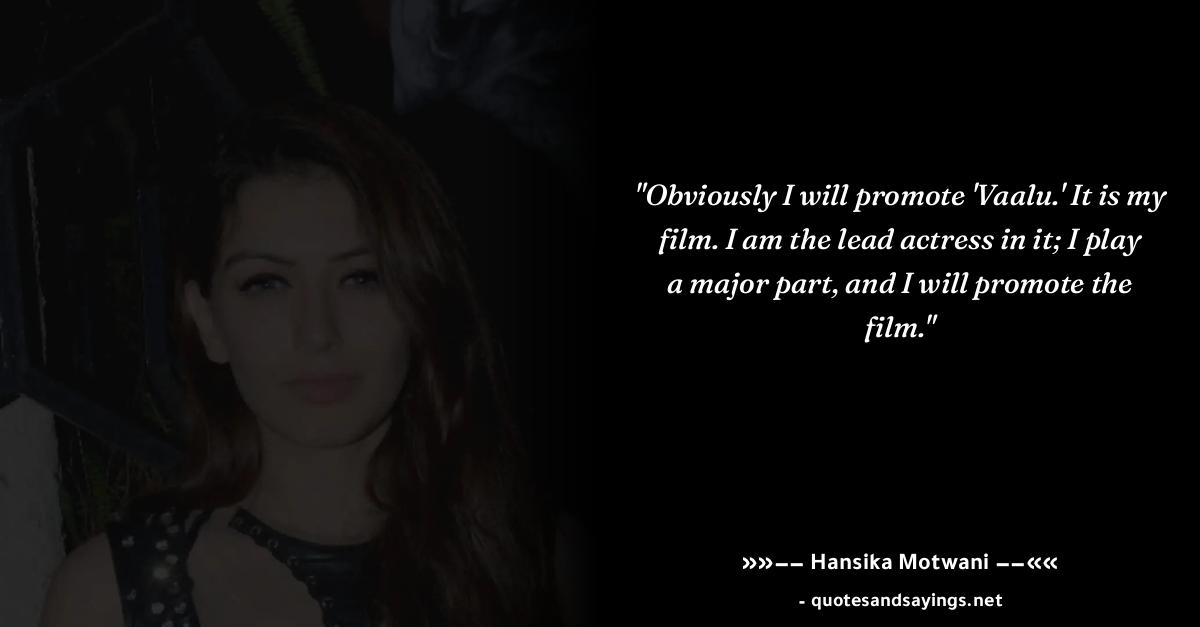 "Obviously I will promote 'Vaalu.' It is my
film. I am the lead actress in it; I play
a major part, and I will promote the
film."
»»−− Hansika Motwani −−««
- quotesandsayings.net